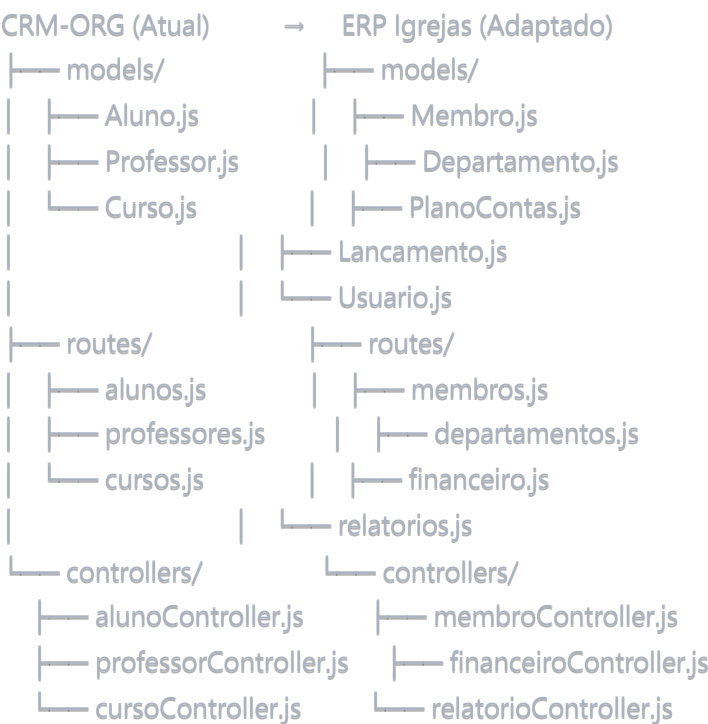 CRM-ORG (Atual) → ERP Igrejas (Adaptado)
├── models/ ├── models/
│ ├── Aluno.js │ ├── Membro.js
│ ├── Professor.js │ ├── Departamento.js
│ └── Curso.js │ ├── PlanoContas.js
│ │ ├── Lancamento.js
│ │ └── Usuario.js
├── routes/ ├── routes/
│ ├── alunos.js │ ├── membros.js
│ ├── professores.js │ ├── departamentos.js
│ └── cursos.js │ ├── financeiro.js
│ │ └── relatorios.js
└── controllers/ └── controllers/
├── alunoController.js ├── membroController.js
├── professorController.js ├── financeiroController.js
└── cursoController.js └── relatorioController.js